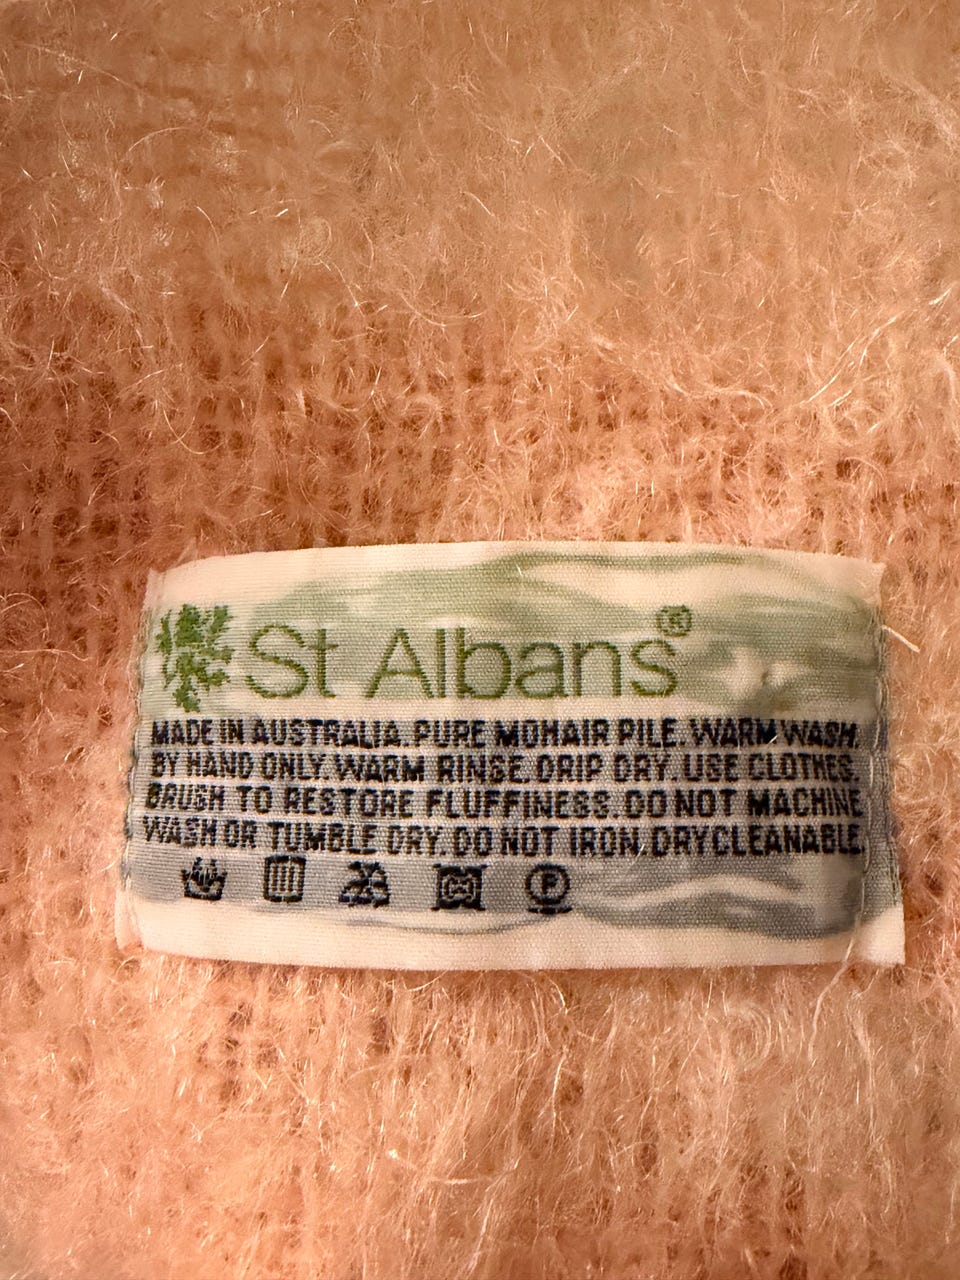 St Albans®
MADE IN AUSTRALIA. PURE MOHAIR PILE. WARM WASH.
BY HAND ONLY. WARM RINSE. DRIP DRY. USE CLOTHES.
BRUSH TO RESTORE FLUFFINESS. DO NOT MACHINE
WASH OR TUMBLE DRY. DO NOT IRON. DRYCLEANABLE.
P